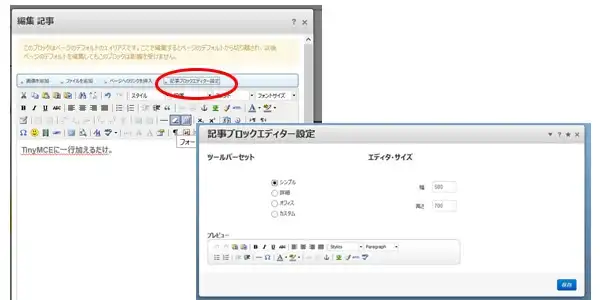 編集 記事
このブロックはページのデフォルトのエイリアスです。ここで編集するとページのデフォルトから切り離され、以後
ページのデフォルトを編集してもこのブロックは影響を受けません。
画像を追加 ファイルを追加 ページへのリンクを挿入 記事ブロックエディター設定
スタイル フォントサイズ
TinyMCEに一行加えるだけ。
フォー
記事ブロックエディター設定
ツールバーセット エディタ・サイズ
シンプル
詳細
オフィス
カスタム
幅 580
高さ 700
プレビュー
Styles Paragraph
保存